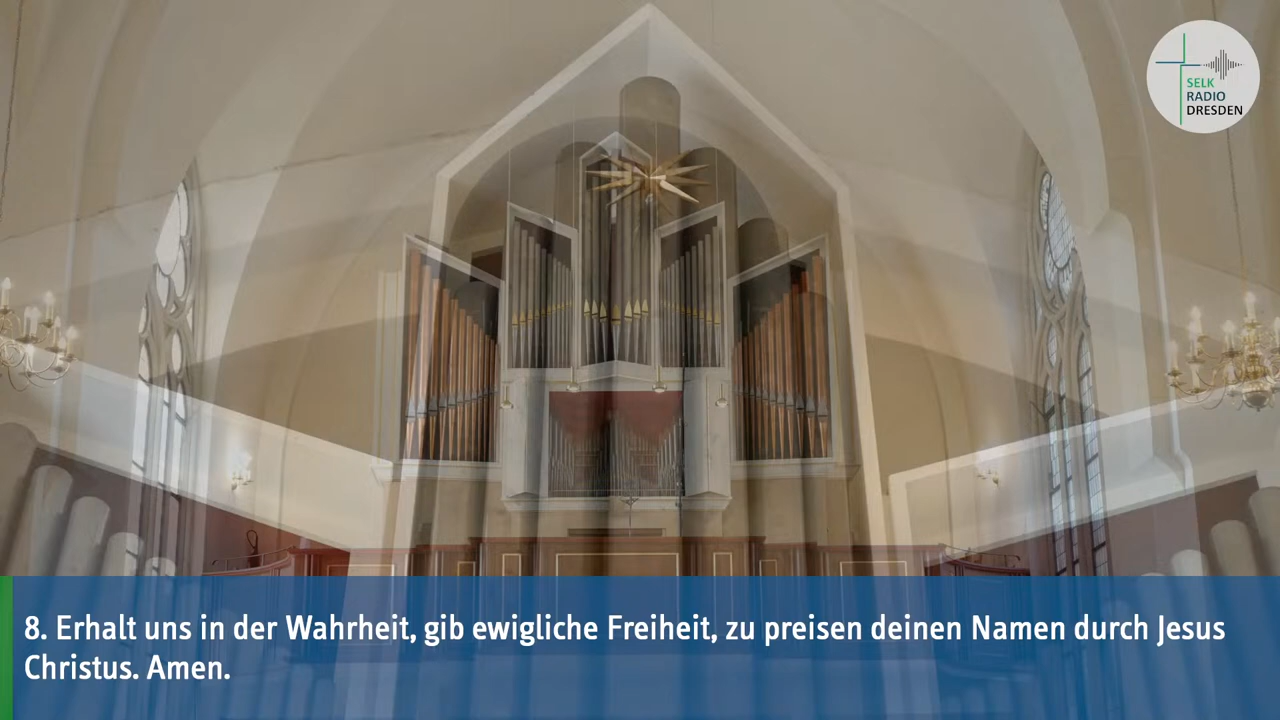 SELK
RADIO
DRESDEN
8. Erhalt uns in der Wahrheit, gib ewigliche Freiheit, zu preisen deinen Namen durch Jesus
Christus. Amen.